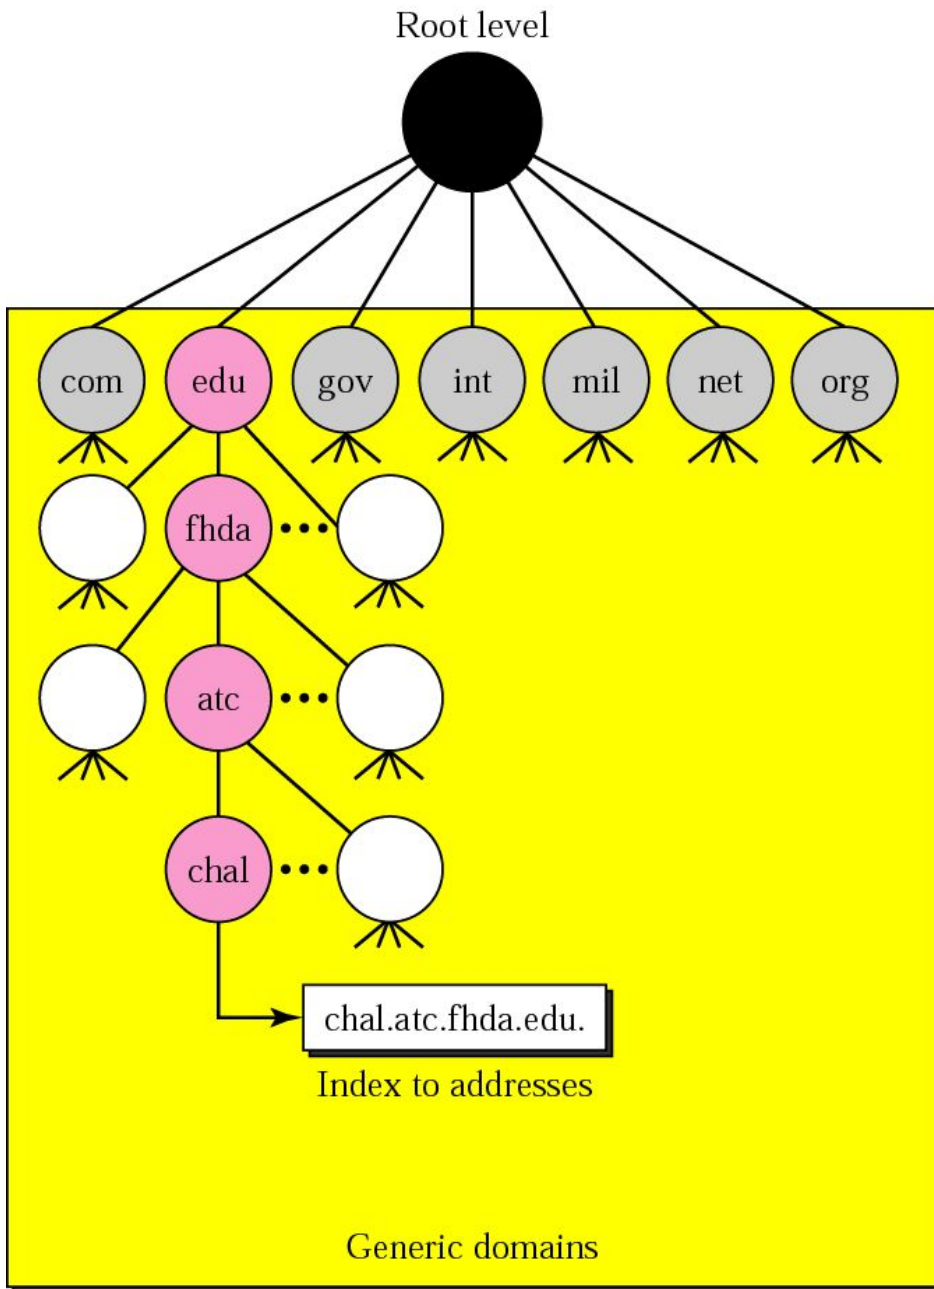 Root level
com edu gov int mil net org
fhda
atc
chal
chal.atc.fhda.edu.
Index to addresses
Generic domains